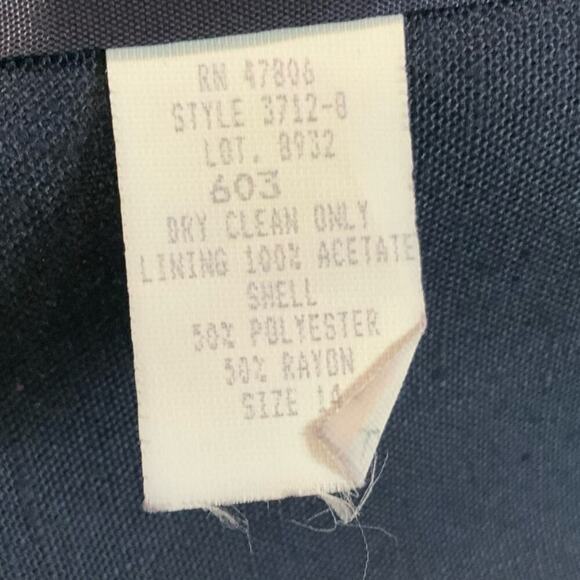 RN 47806
STYLE 3712-8
LOT. 8932
603
DRY CLEAN ONLY
LINING 100% ACETATE
SHELL
50% POLYESTER
50% RAYON
SIZE 14